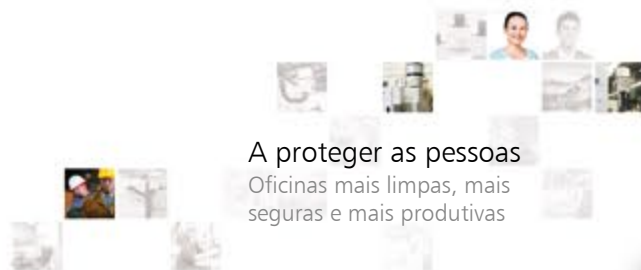 A proteger as pessoas
Oficinas mais limpas, mais
seguras e mais produtivas